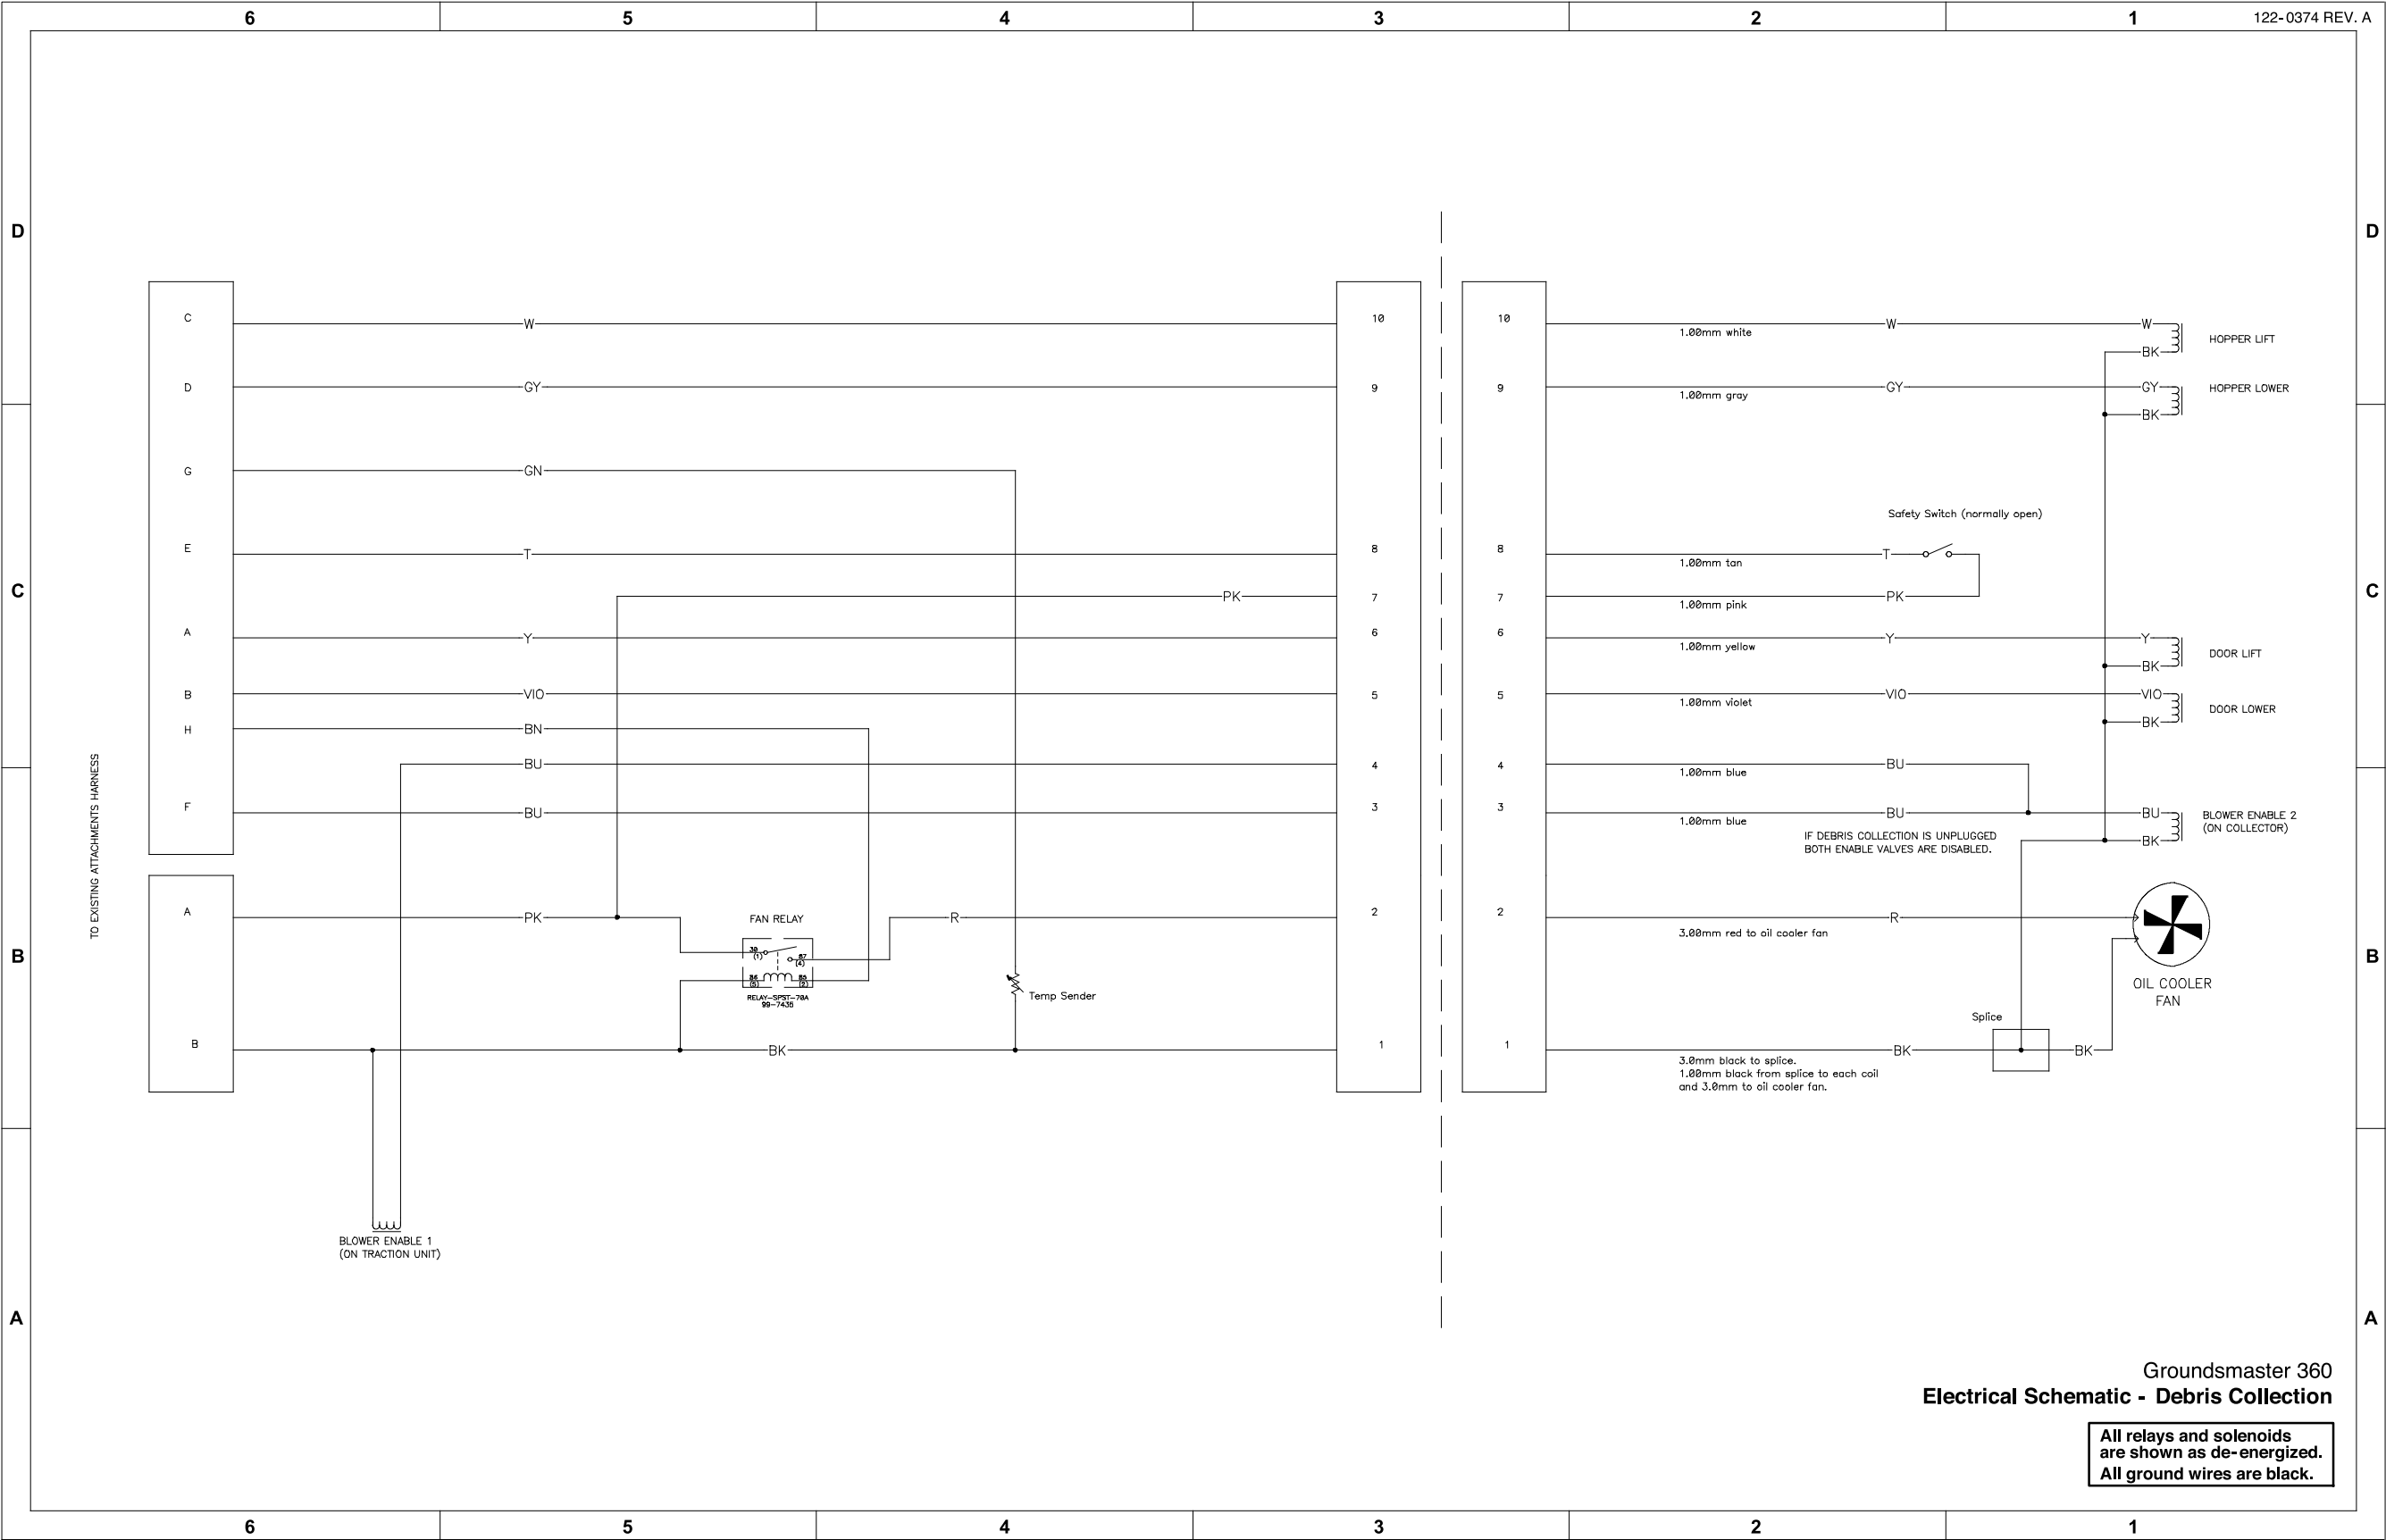 6 5 4 3 2 1
122-0374 REV. A
D
D
C
10
10
W
1.00mm white
W
W
HOPPER LIFT
BK
D
9
9
GY
1.00mm gray
GY
GY
HOPPER LOWER
BK
G
GN
Safety Switch (normally open)
E
T
8
8
1.00mm tan
T
C
C
PK
7
7
1.00mm pink
PK
A
Y
6
6
1.00mm yellow
Y
Y
DOOR LIFT
BK
B
VIO
5
5
1.00mm violet
VIO
VIO
DOOR LOWER
BK
H
BN
BU
4
4
1.00mm blue
BU
F
BU
3
3
1.00mm blue
BU
BU
BLOWER ENABLE 2
(ON COLLECTOR)
BK
IF DEBRIS COLLECTION IS UNPLUGGED
BOTH ENABLE VALVES ARE DISABLED.
TO EXISTING ATTACHMENTS HARNESS
A
PK
FAN RELAY
R
2
2
3.00mm red to oil cooler fan
R
B
B
30
(1)
87
(4)
86
(5)
85
(2)
RELAY-SPST-70A
99-7435
Temp Sender
OIL COOLER
FAN
Splice
B
BK
1
1
BK
BK
3.0mm black to splice.
1.00mm black from splice to each coil
and 3.0mm to oil cooler fan.
BLOWER ENABLE 1
(ON TRACTION UNIT)
A
A
Groundsmaster 360
Electrical Schematic - Debris Collection
All relays and solenoids
are shown as de-energized.
All ground wires are black.
6 5 4 3 2 1